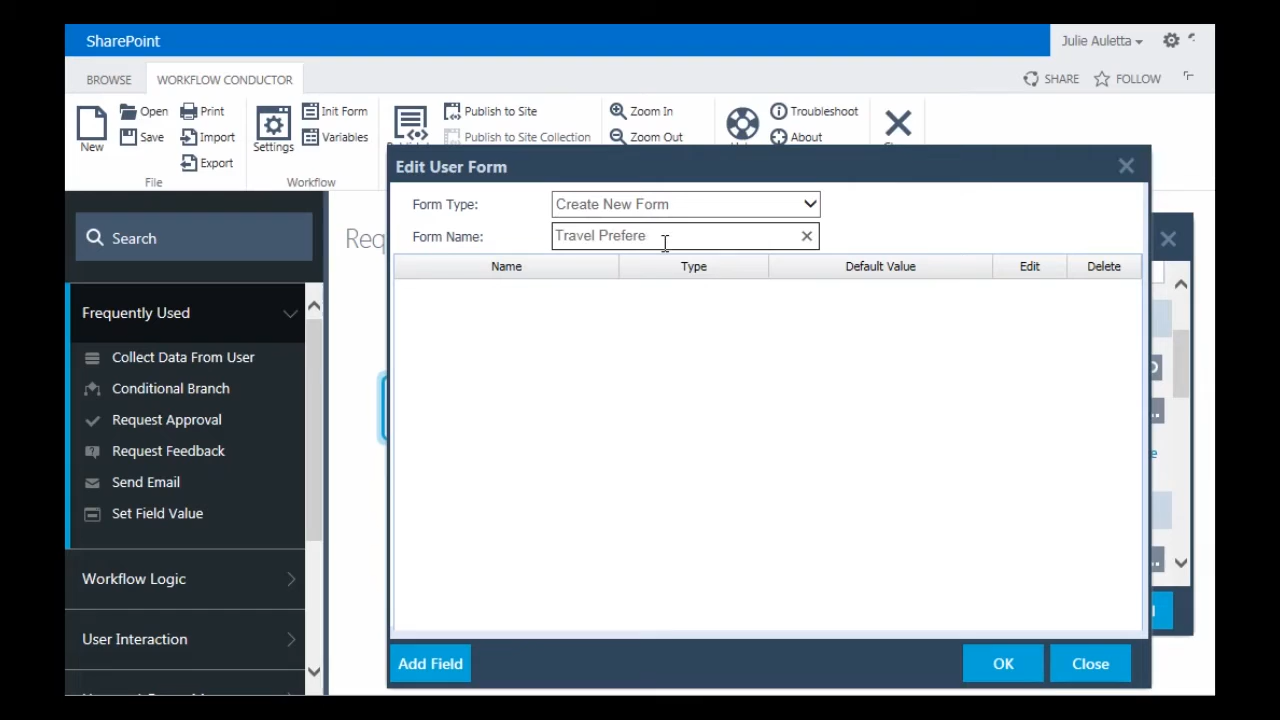 SharePoint
Julie Auletta
BROWSE WORKFLOW CONDUCTOR
SHARE FOLLOW
New
Open
Save
Print
Import
Export
File
Settings
Init Form
Variables
Workflow
Publish to Site
Publish to Site Collection
Zoom In
Zoom Out
Troubleshoot
About
Search
Frequently Used
Collect Data From User
Conditional Branch
Request Approval
Request Feedback
Send Email
Set Field Value
Workflow Logic
User Interaction
Req
Edit User Form
Form Type: Create New Form
Form Name: Travel Prefere
Name Type Default Value Edit Delete
Add Field OK Close